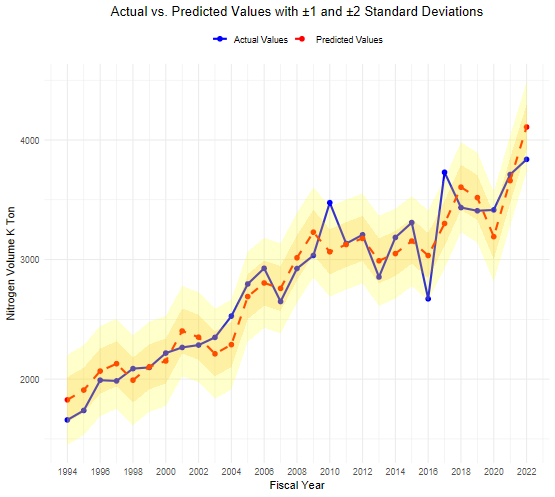 Actual vs. Predicted Values with ±1 and ±2 Standard Deviations
Actual Values Predicted Values
Nitrogen Volume K Ton
4000
3000
2000
1994 1996 1998 2000 2002 2004 2006 2008 2010 2012 2014 2016 2018 2020 2022
Fiscal Year